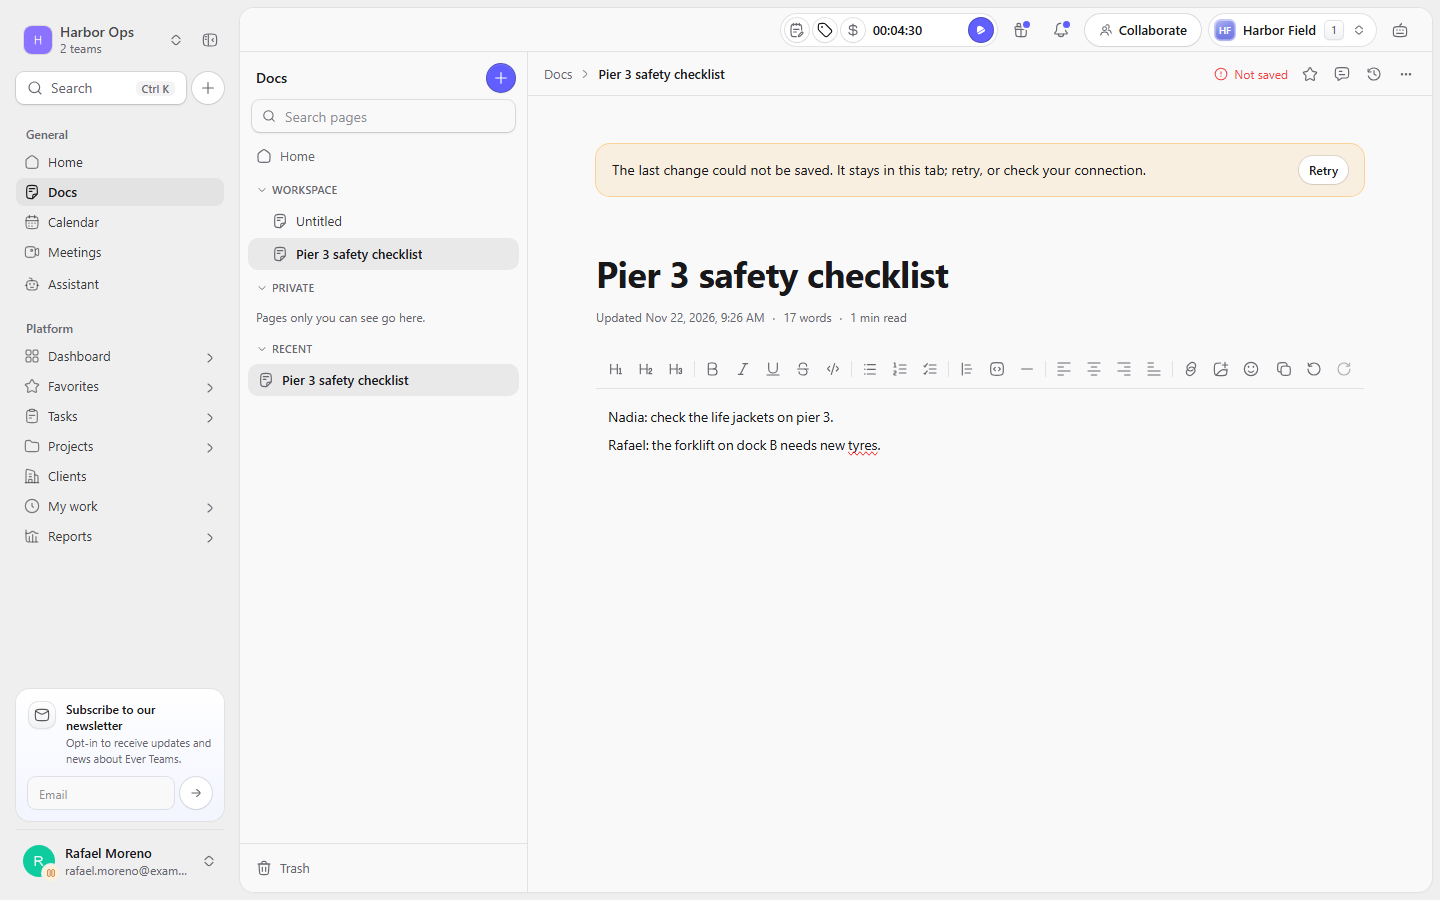 H
Harbor Ops
2 teams
Search
Ctrl K
General
Home
Docs
Calendar
Meetings
Assistant
Platform
Dashboard
Favorites
Tasks
Projects
Clients
My work
Reports
Subscribe to our
newsletter
Opt-in to receive updates and
news about Ever Teams.
Email
R
Rafael Moreno
rafael.moreno@exam...
00:04:30
Collaborate
HF
Harbor Field
1
Docs
Search pages
Home
WORKSPACE
Untitled
Pier 3 safety checklist
PRIVATE
Pages only you can see go here.
RECENT
Pier 3 safety checklist
Trash
Docs
Pier 3 safety checklist
Not saved
The last change could not be saved. It stays in this tab; retry, or check your connection.
Retry
Pier 3 safety checklist
Updated Nov 22, 2026, 9:26 AM · 17 words · 1 min read
H1 H2 H3
Nadia: check the life jackets on pier 3.
Rafael: the forklift on dock B needs new tyres.